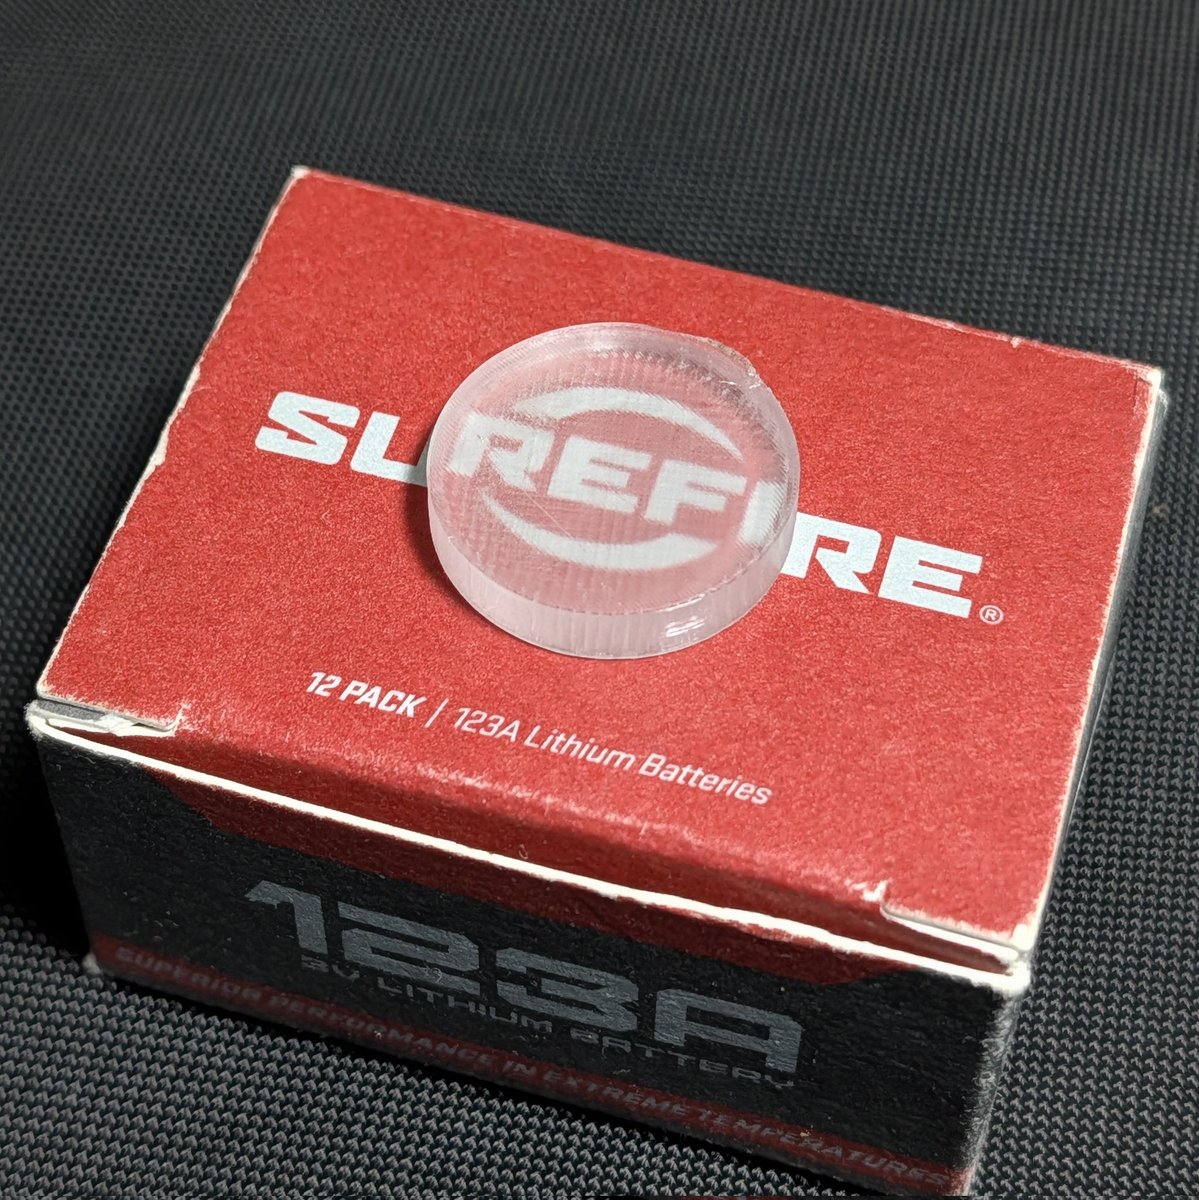 SUREFIRE®
12 PACK | 123A Lithium Batteries
123A
3V LITHIUM BATTERY
SUPERIOR PERFORMANCE IN EXTREME TEMPERATURES